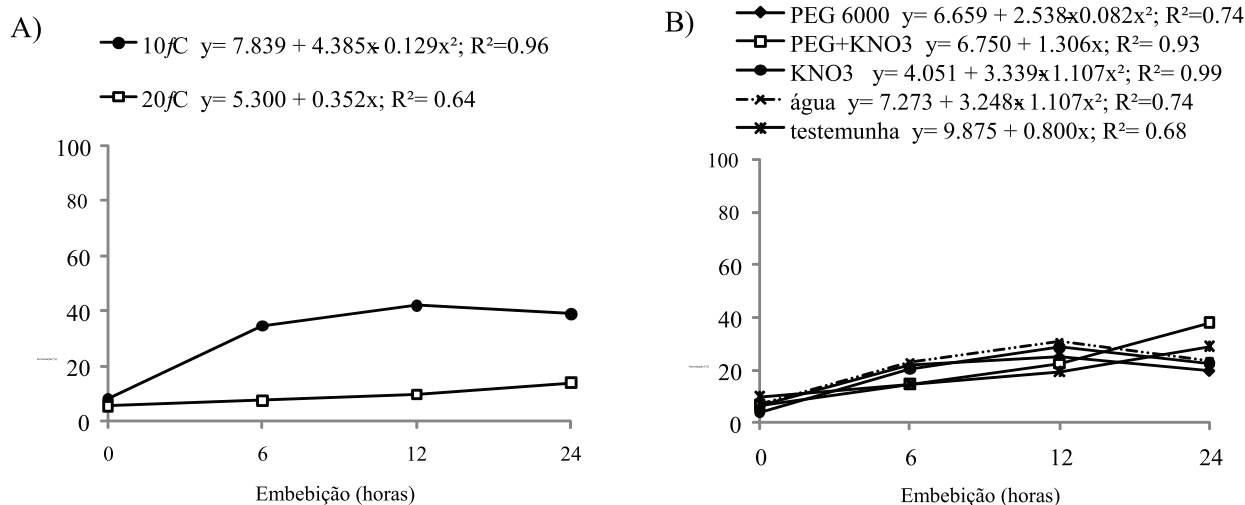 A)
10ƒC y= 7.839 + 4.385x- 0.129x²; R²=0.96
20ƒC y= 5.300 + 0.352x; R²= 0.64
100
80
60
40
20
0
0 6 12 24
Embebição (horas)
B)
PEG 6000 y= 6.659 + 2.538x-0.082x²; R²=0.74
PEG+KNO3 y= 6.750 + 1.306x; R²= 0.93
KNO3 y= 4.051 + 3.339x- 1.107x²; R²= 0.99
água y= 7.273 + 3.248x- 1.107x²; R²=0.74
testemunha y= 9.875 + 0.800x; R²= 0.68
100
80
60
40
20
0
0 6 12 24
Embebição (horas)